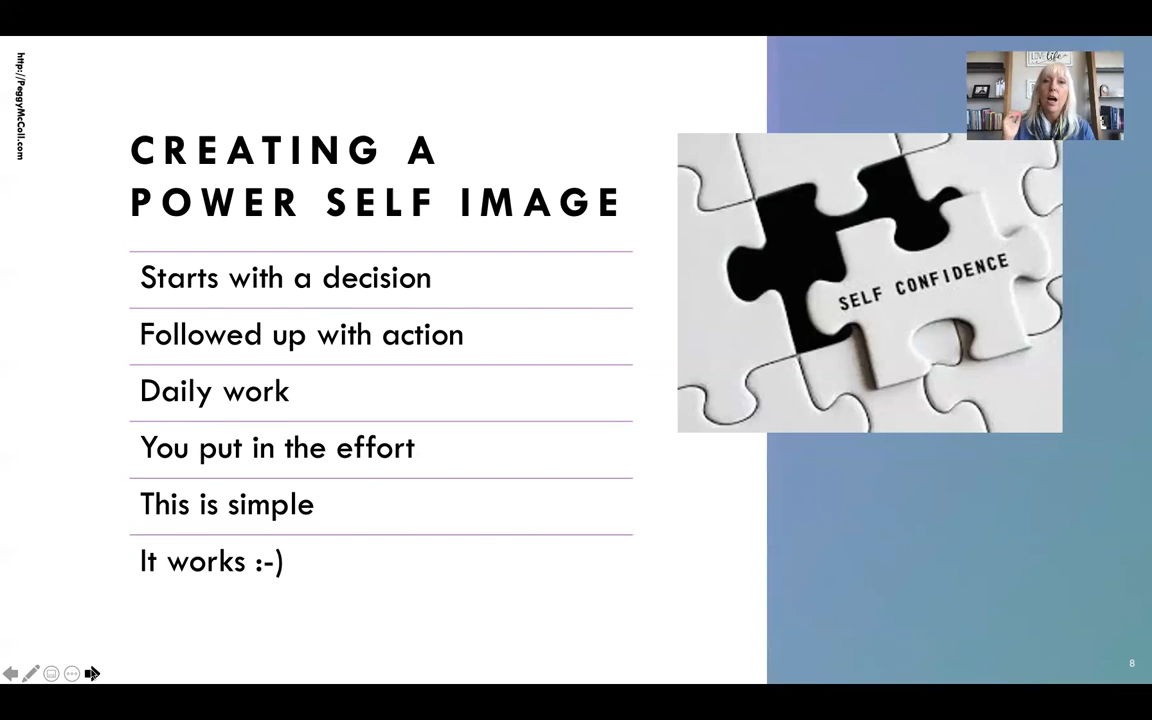 http://PeggyMcColl.com
CREATING A
POWER SELF IMAGE
Starts with a decision
Followed up with action
Daily work
You put in the effort
This is simple
It works :-)
SELF CONFIDENCE
life
8